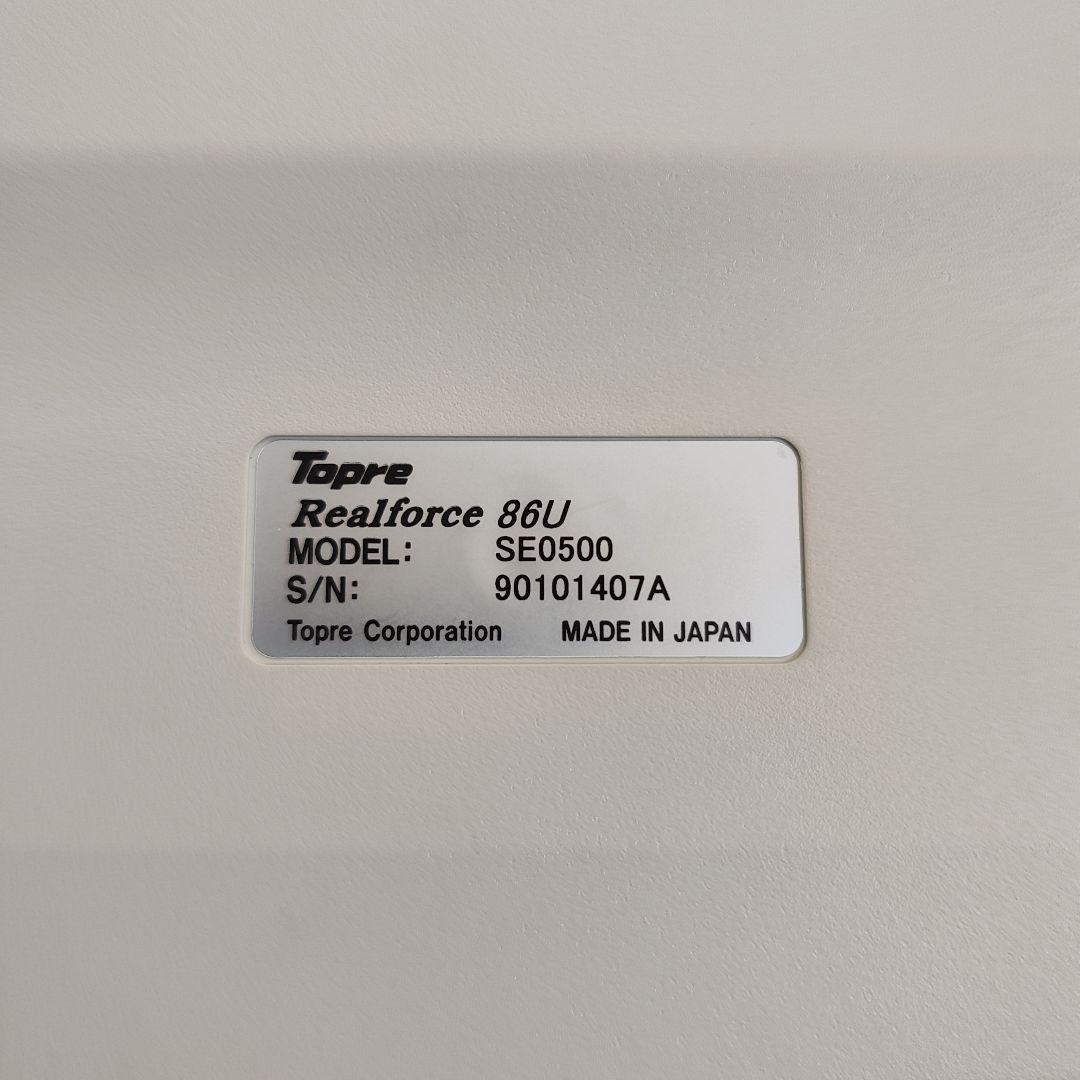 Topre
Realforce 86U
MODEL: SE0500
S/N: 90101407A
Topre Corporation MADE IN JAPAN